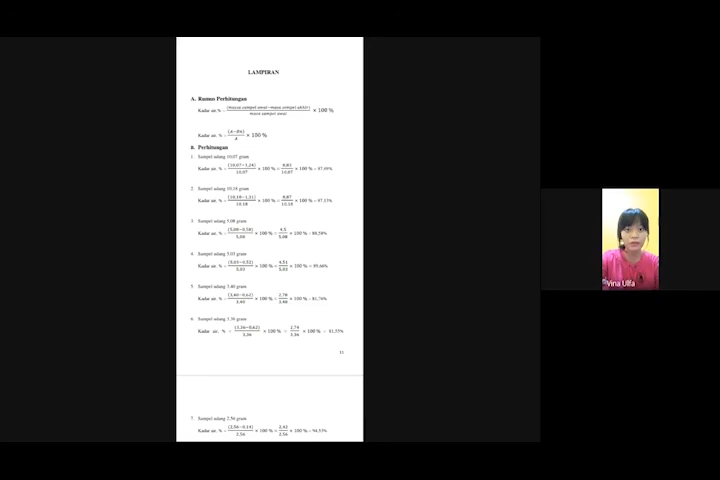 LAMPIRAN
A. Rumus Perhitungan
Kadar air. % = (massa sampel awal−masa sampel akhir) / masa sampel awal × 100 %
Kadar air. % = (A−BW) / A × 100 %
B. Perhitungan
1. Sampel udang 10,07 gram
Kadar air. % = (10,07−1,24) / 10,07 × 100 % = 8,83 / 10,07 × 100 % = 87,69%
2. Sampel udang 10,18 gram
Kadar air. % = (10,18−1,31) / 10,18 × 100 % = 8,87 / 10,18 × 100 % = 87,13%
3. Sampel udang 5,08 gram
Kadar air. % = (5,08−0,58) / 5,08 × 100 % = 4,5 / 5,08 × 100 % = 88,58%
4. Sampel udang 5,03 gram
Kadar air. % = (5,03−0,52) / 5,03 × 100 % = 4,51 / 5,03 × 100 % = 89,66%
5. Sampel udang 3,40 gram
Kadar air. % = (3,40−0,62) / 3,40 × 100 % = 2,78 / 3,40 × 100 % = 81,76%
6. Sampel udang 3,36 gram
Kadar air. % = (3,36−0,62) / 3,36 × 100 % = 2,74 / 3,36 × 100 % = 81,55%
7. Sampel udang 2,56 gram
Kadar air. % = (2,56−0,14) / 2,56 × 100 % = 2,42 / 2,56 × 100 % = 94,53%
Vina Ulfa